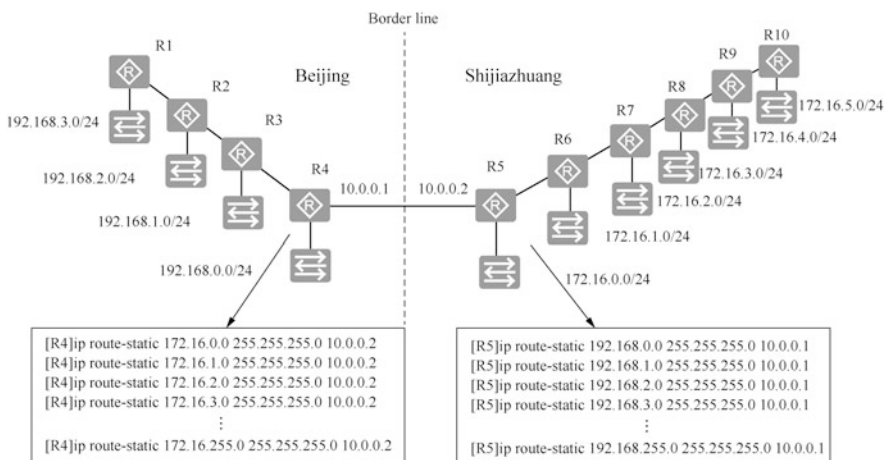 Border line
Beijing
Shijiazhuang
R1
R2
R3
R4
R5
R6
R7
R8
R9
R10
192.168.3.0/24
192.168.2.0/24
192.168.1.0/24
192.168.0.0/24
10.0.0.1
10.0.0.2
172.16.5.0/24
172.16.4.0/24
172.16.3.0/24
172.16.2.0/24
172.16.1.0/24
172.16.0.0/24
R
R
R
R
R
R
R
R
R
R
[R4]ip route-static 172.16.0.0 255.255.255.0 10.0.0.2
[R4]ip route-static 172.16.1.0 255.255.255.0 10.0.0.2
[R4]ip route-static 172.16.2.0 255.255.255.0 10.0.0.2
[R4]ip route-static 172.16.3.0 255.255.255.0 10.0.0.2
⋮
[R4]ip route-static 172.16.255.0 255.255.255.0 10.0.0.2
[R5]ip route-static 192.168.0.0 255.255.255.0 10.0.0.1
[R5]ip route-static 192.168.1.0 255.255.255.0 10.0.0.1
[R5]ip route-static 192.168.2.0 255.255.255.0 10.0.0.1
[R5]ip route-static 192.168.3.0 255.255.255.0 10.0.0.1
⋮
[R5]ip route-static 192.168.255.0 255.255.255.0 10.0.0.1